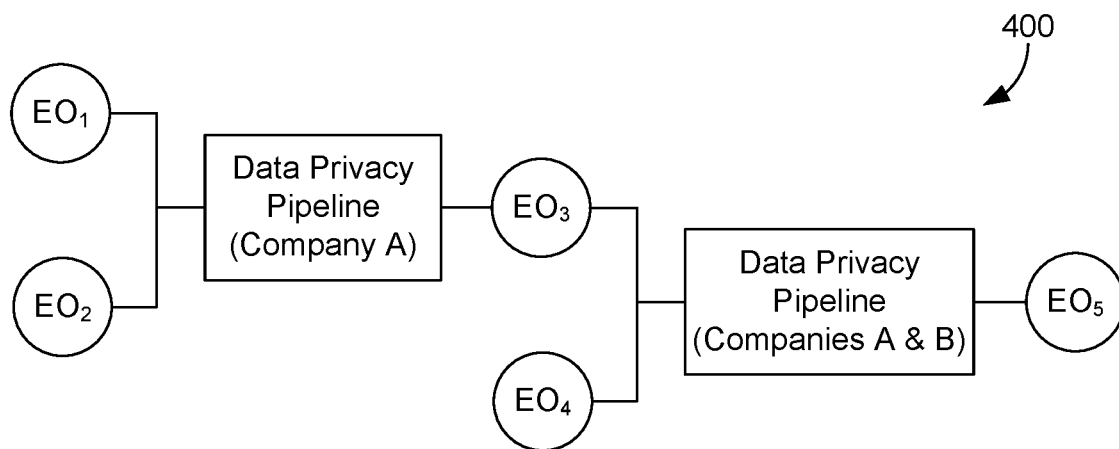 400
EO₁
Data Privacy
Pipeline
(Company A)
EO₂
EO₃
Data Privacy
Pipeline
(Companies A & B)
EO₄
EO₅